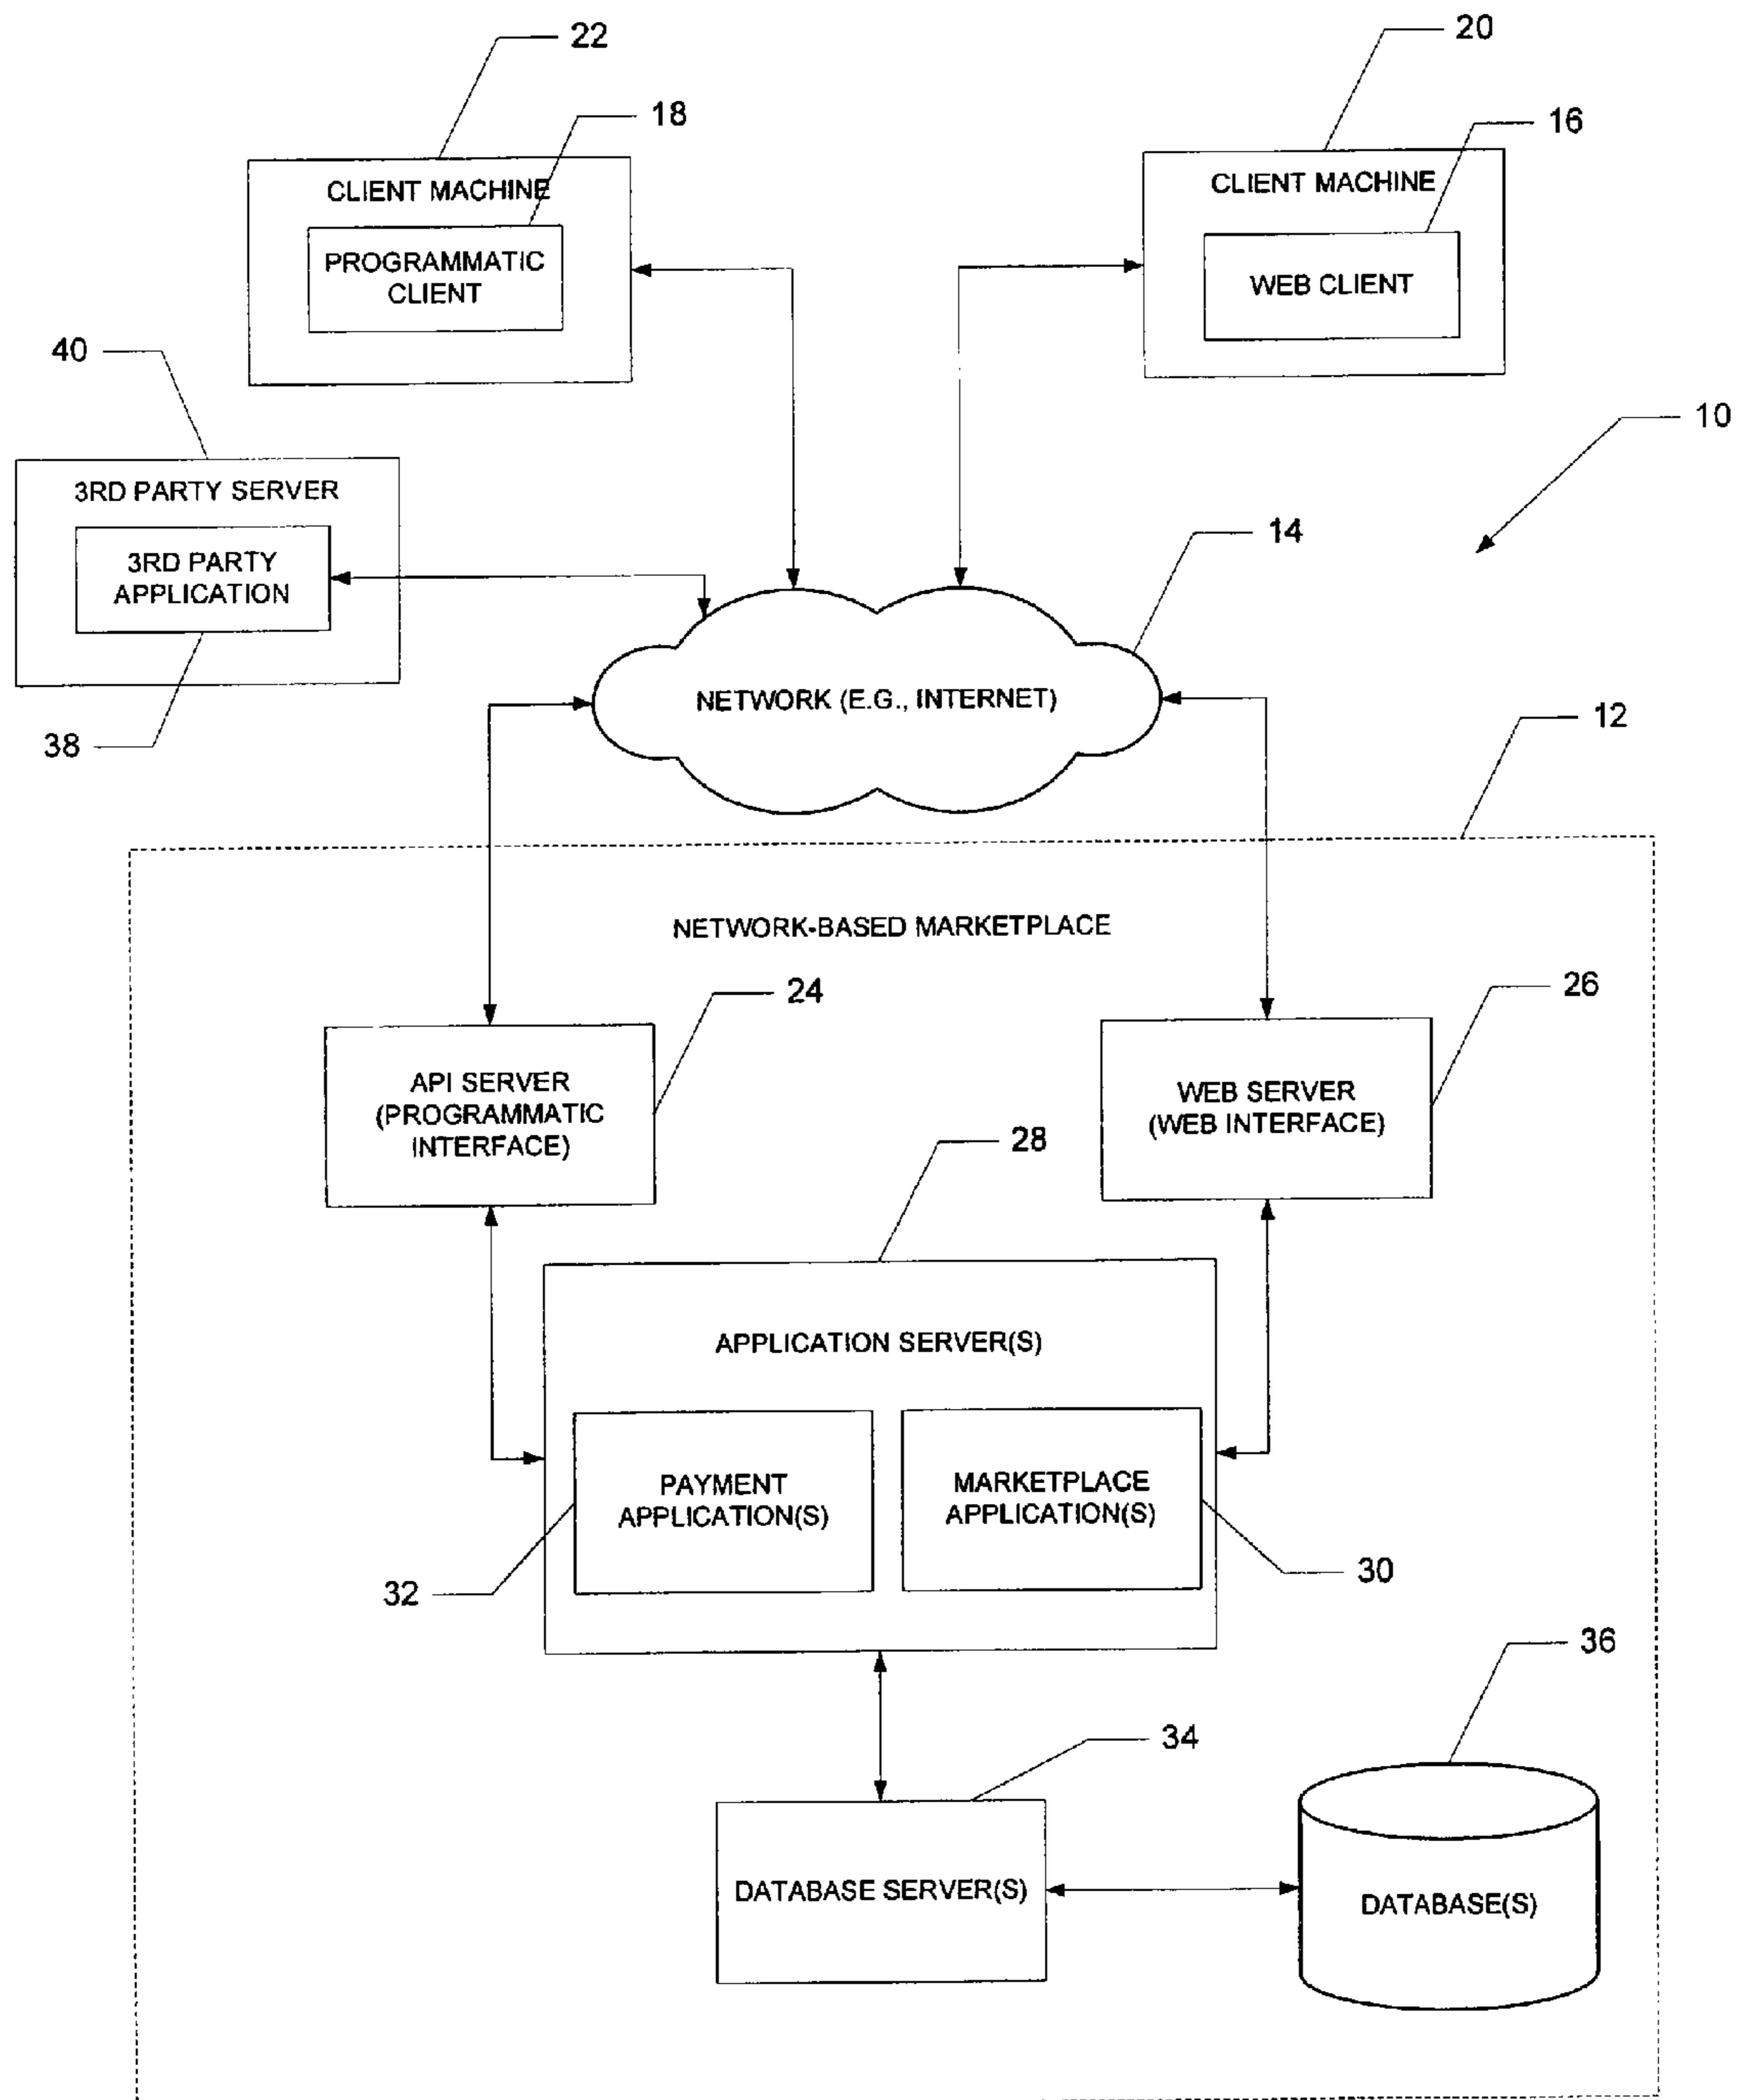 22
20
18
16
CLIENT MACHINE
CLIENT MACHINE
PROGRAMMATIC
CLIENT
WEB CLIENT
40
10
3RD PARTY SERVER
3RD PARTY
APPLICATION
14
NETWORK (E.G., INTERNET)
38
12
NETWORK-BASED MARKETPLACE
24
26
API SERVER
(PROGRAMMATIC
INTERFACE)
WEB SERVER
(WEB INTERFACE)
28
APPLICATION SERVER(S)
PAYMENT
APPLICATION(S)
MARKETPLACE
APPLICATION(S)
32
30
36
34
DATABASE SERVER(S)
DATABASE(S)